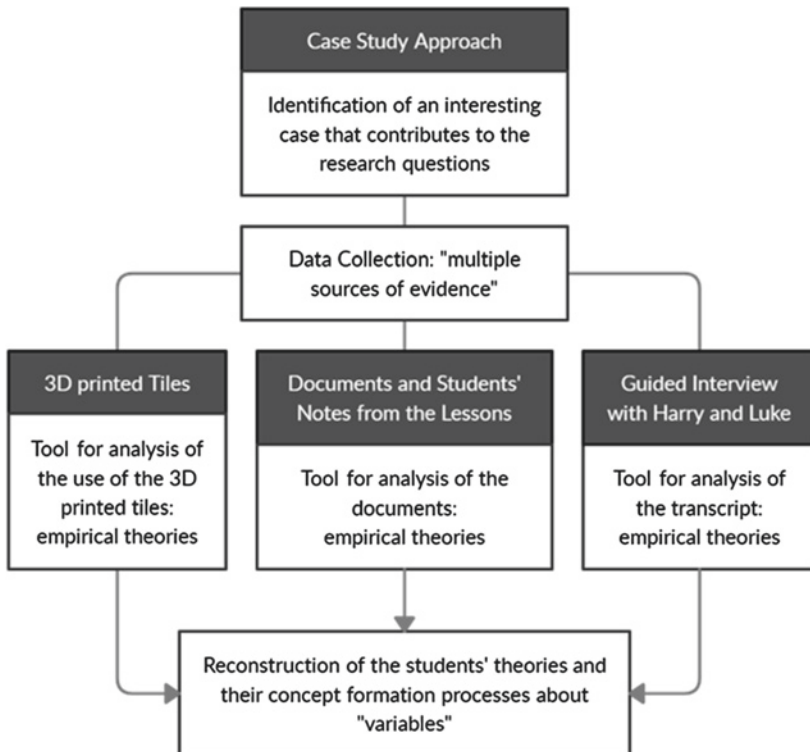 Case Study Approach
Identification of an interesting
case that contributes to the
research questions
Data Collection: "multiple
sources of evidence"
3D printed Tiles
Tool for analysis of
the use of the 3D
printed tiles:
empirical theories
Documents and Students'
Notes from the Lessons
Tool for analysis of the
documents:
empirical theories
Guided Interview
with Harry and Luke
Tool for analysis of
the transcript:
empirical theories
Reconstruction of the students' theories and
their concept formation processes about
"variables"